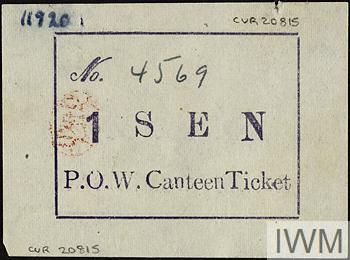 11920
CUR 20815
No. 4569
1 SEN
P.O.W. Canteen Ticket
CUR 20815
IWM